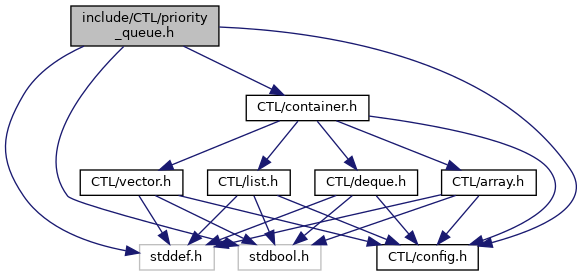 include/CTL/priority
_queue.h
CTL/container.h
CTL/vector.h
CTL/list.h
CTL/deque.h
CTL/array.h
stddef.h
stdbool.h
CTL/config.h